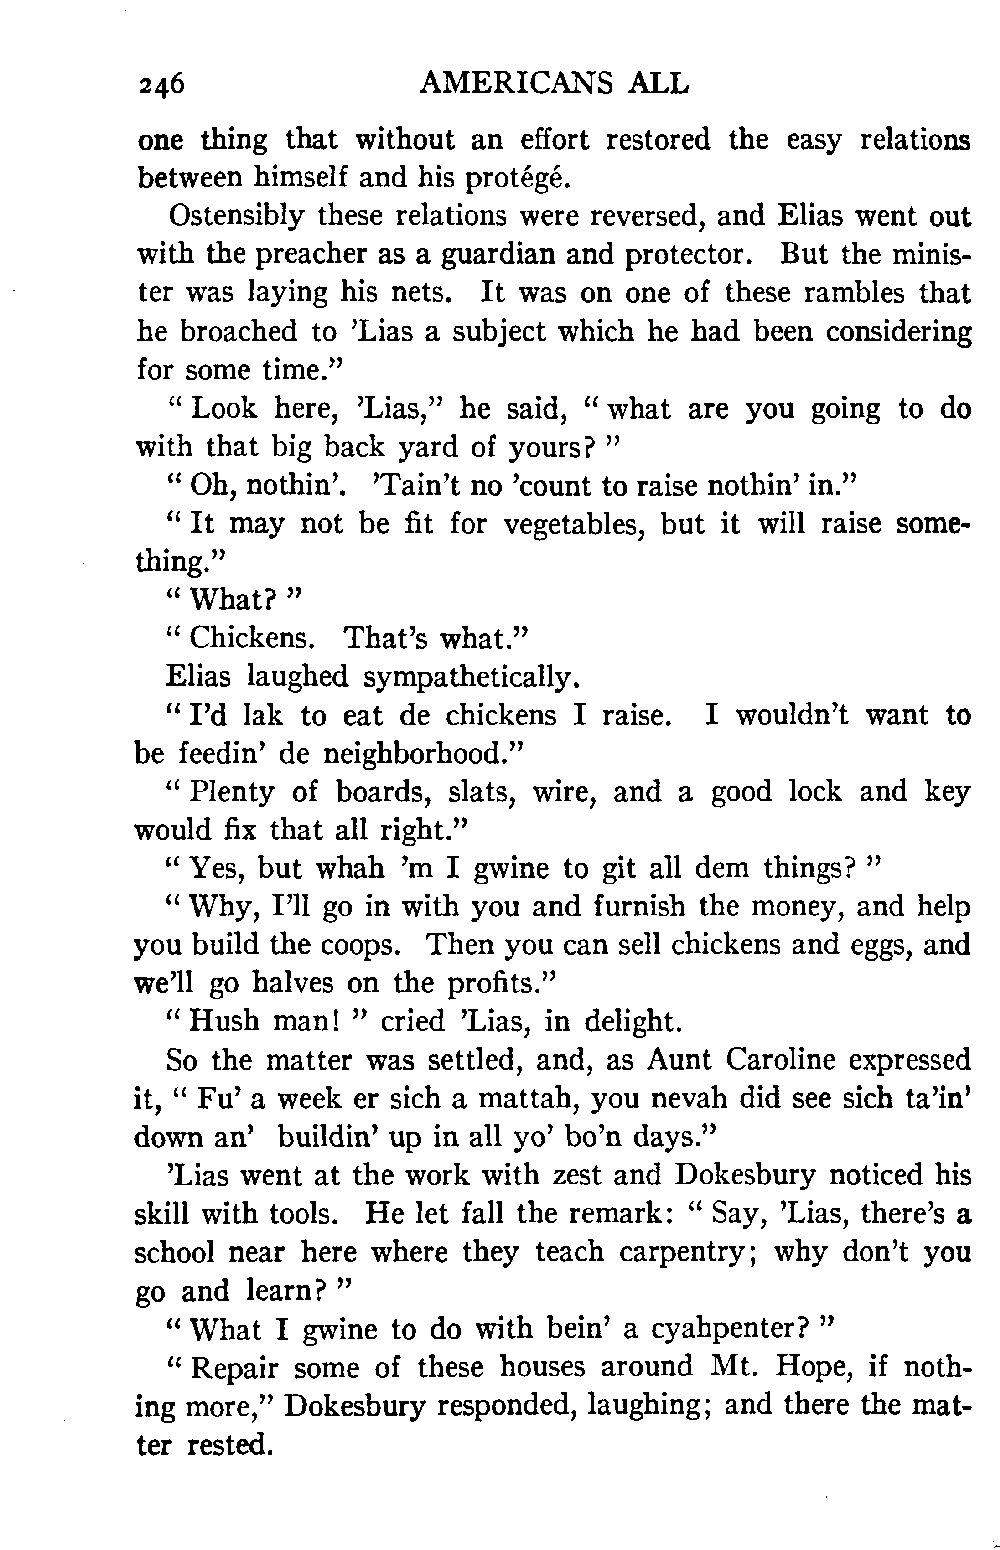 246 AMERICANS ALL
one thing that without an effort restored the easy relations
between himself and his protégé.
Ostensibly these relations were reversed, and Elias went out
with the preacher as a guardian and protector. But the minis-
ter was laying his nets. It was on one of these rambles that
he broached to ’Lias a subject which he had been considering
for some time.”
“ Look here, ’Lias,” he said, “ what are you going to do
with that big back yard of yours? ”
“ Oh, nothin’. ’Tain’t no ’count to raise nothin’ in.”
“ It may not be fit for vegetables, but it will raise some-
thing.”
“ What? ”
“ Chickens. That’s what.”
Elias laughed sympathetically.
“ I’d lak to eat de chickens I raise. I wouldn’t want to
be feedin’ de neighborhood.”
“ Plenty of boards, slats, wire, and a good lock and key
would fix that all right.”
“ Yes, but whah ’m I gwine to git all dem things? ”
“ Why, I’ll go in with you and furnish the money, and help
you build the coops. Then you can sell chickens and eggs, and
we’ll go halves on the profits.”
“ Hush man! ” cried ’Lias, in delight.
So the matter was settled, and, as Aunt Caroline expressed
it, “ Fu’ a week er sich a mattah, you nevah did see sich ta’in’
down an’ buildin’ up in all yo’ bo’n days.”
’Lias went at the work with zest and Dokesbury noticed his
skill with tools. He let fall the remark: “ Say, ’Lias, there’s a
school near here where they teach carpentry; why don’t you
go and learn? ”
“ What I gwine to do with bein’ a cyahpenter? ”
“ Repair some of these houses around Mt. Hope, if noth-
ing more,” Dokesbury responded, laughing; and there the mat-
ter rested.